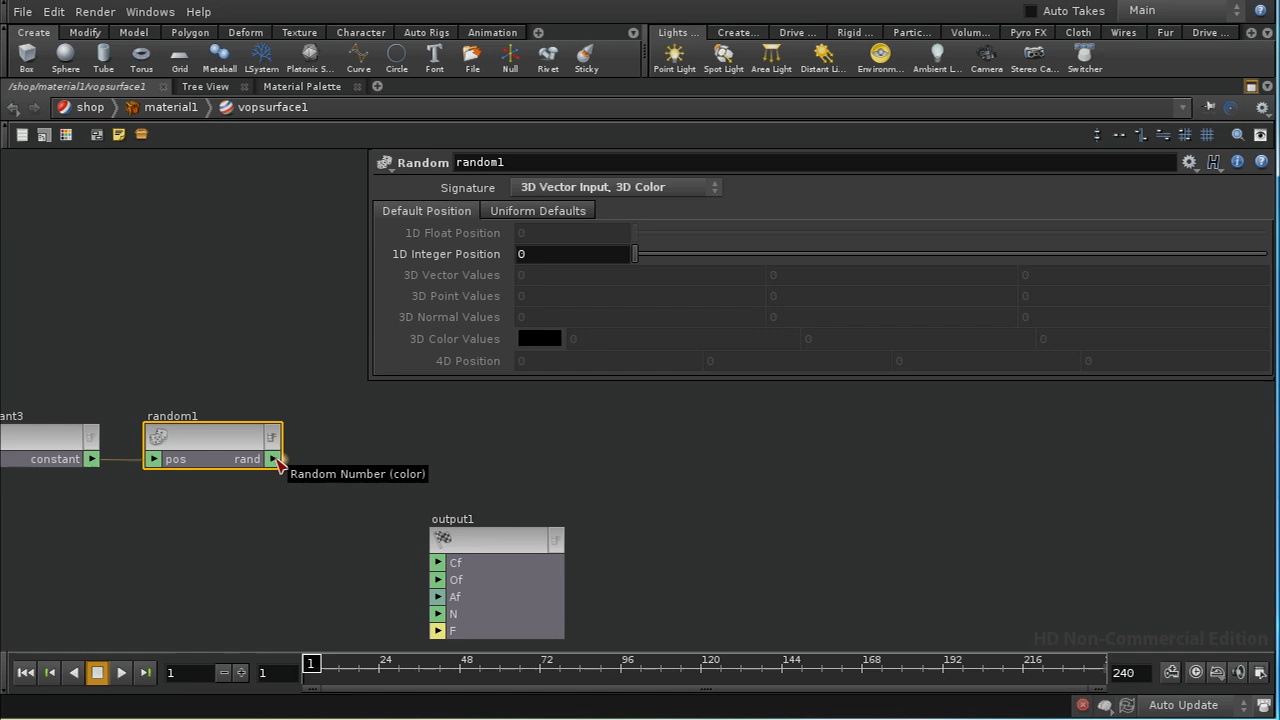 File Edit Render Windows Help Auto Takes Main
Create Modify Model Polygon Deform Texture Character Auto Rigs Animation Lights ... Create... Drive ... Rigid ... Partic... Volum... Pyro FX Cloth Wires Fur Drive ...
Box Sphere Tube Torus Grid Metaball LSystem Platonic S... Curve Circle Font File Null Rivet Sticky Point Light Spot Light Area Light Distant Li... Environm... Ambient L... Camera Stereo Ca... Switcher
/shop/material1/vopsurface1 Tree View Material Palette
shop material1 vopsurface1
Random random1
Signature 3D Vector Input, 3D Color
Default Position Uniform Defaults
1D Float Position 0
1D Integer Position 0
3D Vector Values 0 0 0
3D Point Values 0 0 0
3D Normal Values 0 0 0
3D Color Values 0 0 0
4D Position 0 0 0 0
ant3 random1
constant pos rand
Random Number (color)
output1
Cf
Of
Af
N
F
HD Non-Commercial Edition
1 1 1 24 48 72 96 120 144 168 192 216 240
Auto Update